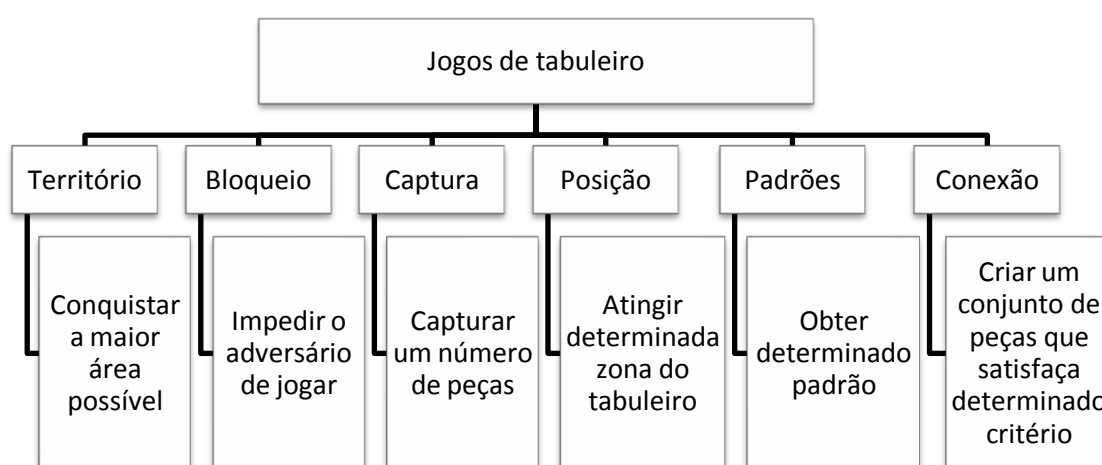 Jogos de tabuleiro
Território
Bloqueio
Captura
Posição
Padrões
Conexão
Conquistar
a maior
área
possível
Impedir o
adversário
de jogar
Capturar
um número
de peças
Atingir
determinada
zona do
tabuleiro
Obter
determinado
padrão
Criar um
conjunto de
peças que
satisfaça
determinado
critério